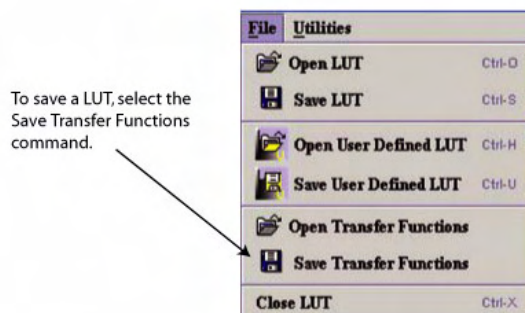 File Utilities
Open LUT Ctrl-O
Save LUT Ctrl-S
To save a LUT, select the
Save Transfer Functions
command.
Open User Defined LUT Ctrl-H
Save User Defined LUT Ctrl-U
Open Transfer Functions
Save Transfer Functions
Close LUT Ctrl-X